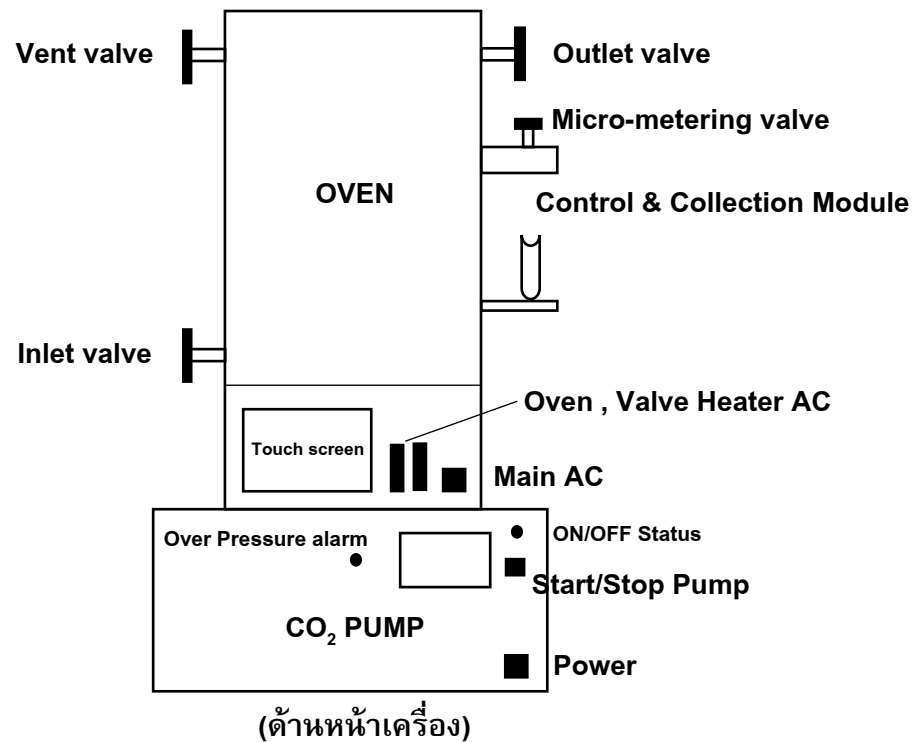 Vent valve
Outlet valve
Micro-metering valve
OVEN
Control & Collection Module
Inlet valve
Oven , Valve Heater AC
Touch screen
Main AC
Over Pressure alarm
ON/OFF Status
Start/Stop Pump
CO₂ PUMP
Power
(ด้านหน้าเครื่อง)